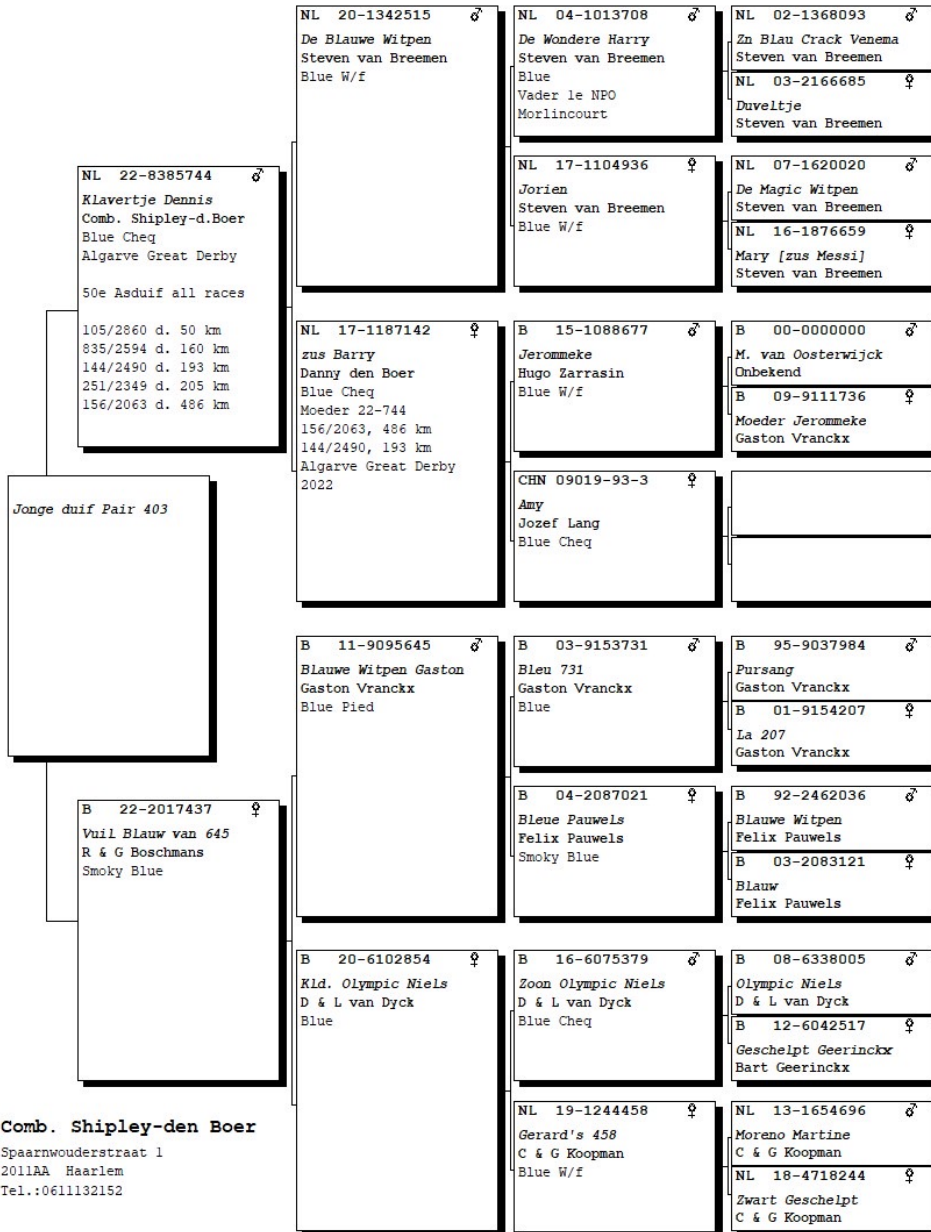 NL 22-8385744 ♂
Klavertje Dennis
Comb. Shipley-d.Boer
Blue Cheq
Algarve Great Derby
50e Asduif all races
105/2860 d. 50 km
835/2594 d. 160 km
144/2490 d. 193 km
251/2349 d. 205 km
156/2063 d. 486 km
Jonge duif Pair 403
B 22-2017437 ♀
Vuil Blauw van 645
R & G Boschmans
Smoky Blue
Comb. Shipley-den Boer
Spaarnwouderstraat 1
2011AA Haarlem
Tel.:0611132152
NL 20-1342515 ♂
De Blauwe Witpen
Steven van Breemen
Blue W/f
NL 17-1187142 ♀
zus Barry
Danny den Boer
Blue Cheq
Moeder 22-744
156/2063, 486 km
144/2490, 193 km
Algarve Great Derby
2022
B 11-9095645 ♂
Blauwe Witpen Gaston
Gaston Vranckx
Blue Pied
B 20-6102854 ♀
Kld. Olympic Niels
D & L van Dyck
Blue
NL 04-1013708 ♂
De Wondere Harry
Steven van Breemen
Blue
Vader 1e NPO
Morlincourt
NL 17-1104936 ♀
Jorien
Steven van Breemen
Blue W/f
B 15-1088677 ♂
Jerommeke
Hugo Zarrasin
Blue W/f
CHN 09019-93-3 ♀
Amy
Jozef Lang
Blue Cheq
B 03-9153731 ♂
Bleu 731
Gaston Vranckx
Blue
B 04-2087021 ♀
Bleue Pauwels
Felix Pauwels
Smoky Blue
B 16-6075379 ♂
Zoon Olympic Niels
D & L van Dyck
Blue Cheq
NL 19-1244458 ♀
Gerard's 458
C & G Koopman
Blue W/f
NL 02-1368093 ♂
Zn Blau Crack Venema
Steven van Breemen
NL 03-2166685 ♀
Duveltje
Steven van Breemen
NL 07-1620020 ♂
De Magic Witpen
Steven van Breemen
NL 16-1876659 ♀
Mary [zus Messi]
Steven van Breemen
B 00-0000000 ♂
M. van Oosterwijck
Onbekend
B 09-9111736 ♀
Moeder Jerommeke
Gaston Vranckx
B 95-9037984 ♂
Pursang
Gaston Vranckx
B 01-9154207 ♀
La 207
Gaston Vranckx
B 92-2462036 ♂
Blauwe Witpen
Felix Pauwels
B 03-2083121 ♀
Blauw
Felix Pauwels
B 08-6338005 ♂
Olympic Niels
D & L van Dyck
B 12-6042517 ♀
Geschelpt Geerinckx
Bart Geerinckx
NL 13-1654696 ♂
Moreno Martine
C & G Koopman
NL 18-4718244 ♀
Zwart Geschelpt
C & G Koopman